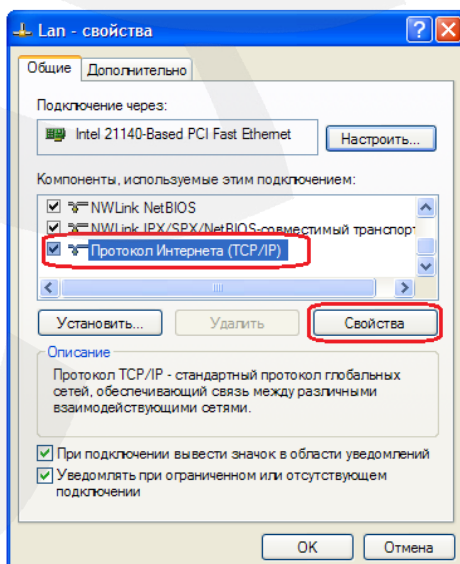 Lan - свойства
Общие Дополнительно
Подключение через:
Intel 21140-Based PCI Fast Ethernet Настроить...
Компоненты, используемые этим подключением:
NWLink NetBIOS
NWLink IPX/SPX/NetBIOS-совместимый транспорт
Протокол Интернета (TCP/IP)
Установить... Удалить Свойства
Описание
Протокол TCP/IP - стандартный протокол глобальных
сетей, обеспечивающий связь между различными
взаимодействующими сетями.
При подключении вывести значок в области уведомлений
Уведомлять при ограниченном или отсутствующем
подключении
OK Отмена